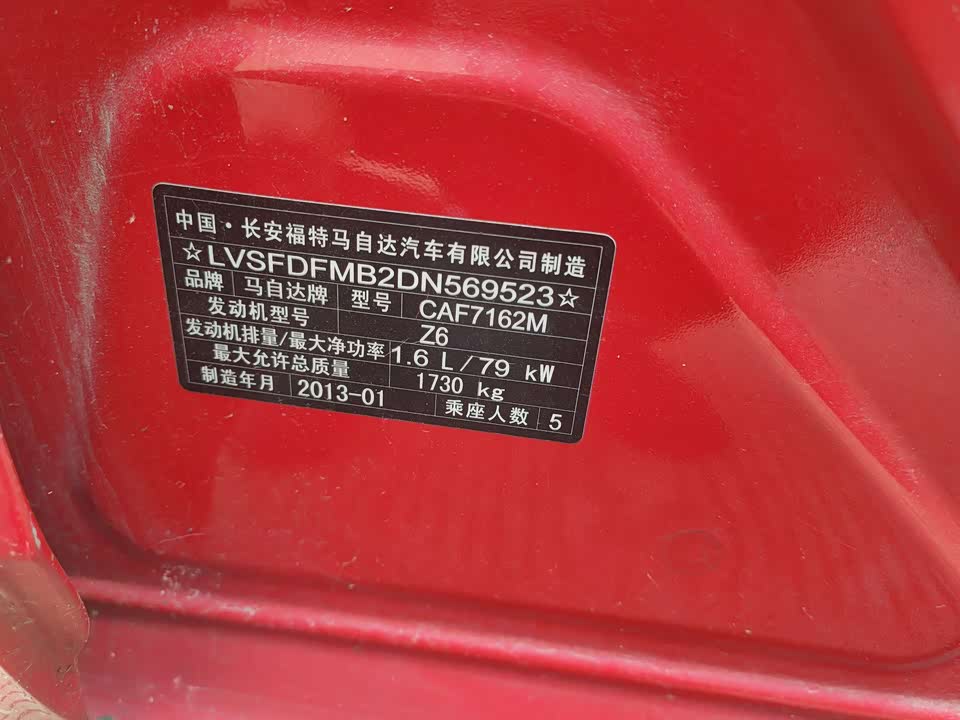 中国·长安福特马自达汽车有限公司制造
☆LVSFDFMB2DN569523☆
品牌 马自达牌 型号 CAF7162M
发动机型号 Z6
发动机排量/最大净功率 1.6 L/79 kW
最大允许总质量 1730 kg
制造年月 2013-01 乘座人数 5